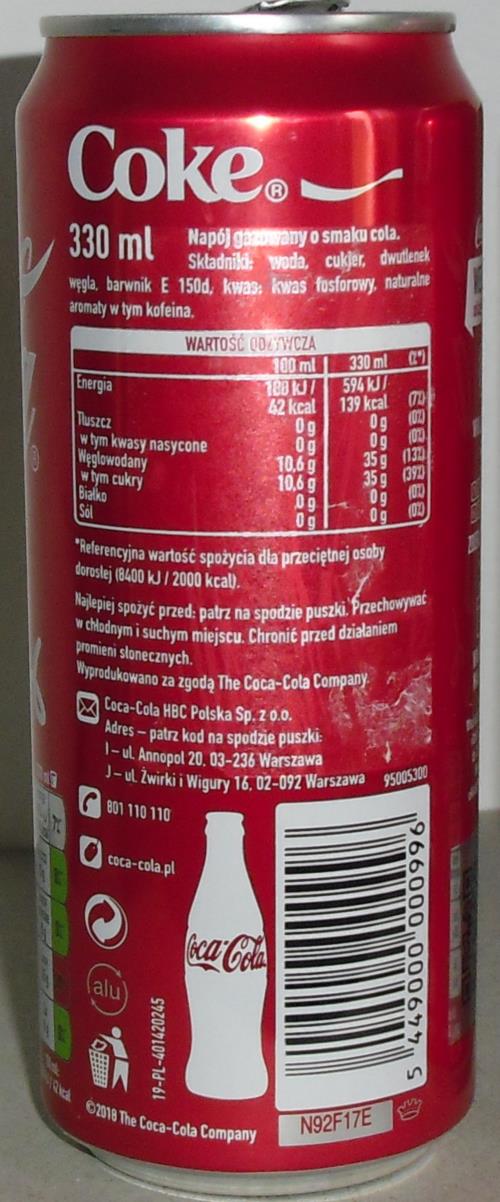 Coke®
330 ml
Napój gazowany o smaku cola.
Składniki: woda, cukier, dwutlenek
węgla, barwnik E 150d, kwas: kwas fosforowy, naturalne
aromaty w tym kofeina.
WARTOŚĆ ODŻYWCZA
100 ml 330 ml (%*)
Energia 180 kJ / 594 kJ /
42 kcal 139 kcal (7%)
Tłuszcz 0 g 0 g (0%)
w tym kwasy nasycone 0 g 0 g (0%)
Węglowodany 10,6 g 35 g (13%)
w tym cukry 10,6 g 35 g (39%)
Białko 0 g 0 g (0%)
Sól 0 g 0 g (0%)
*Referencyjna wartość spożycia dla przeciętnej osoby
dorosłej (8400 kJ / 2000 kcal).
Najlepiej spożyć przed: patrz na spodzie puszki. Przechowywać
w chłodnym i suchym miejscu. Chronić przed działaniem
promieni słonecznych.
Wyprodukowano za zgodą The Coca-Cola Company.
Coca-Cola HBC Polska Sp. z o.o.
Adres – patrz kod na spodzie puszki:
I – ul. Annopol 20, 03-236 Warszawa
J – ul. Żwirki i Wigury 16, 02-092 Warszawa
95005300
801 110 110
coca-cola.pl
Coca-Cola
alu
19-PL-401420245
5 449000 000996
©2018 The Coca-Cola Company
N92F17E